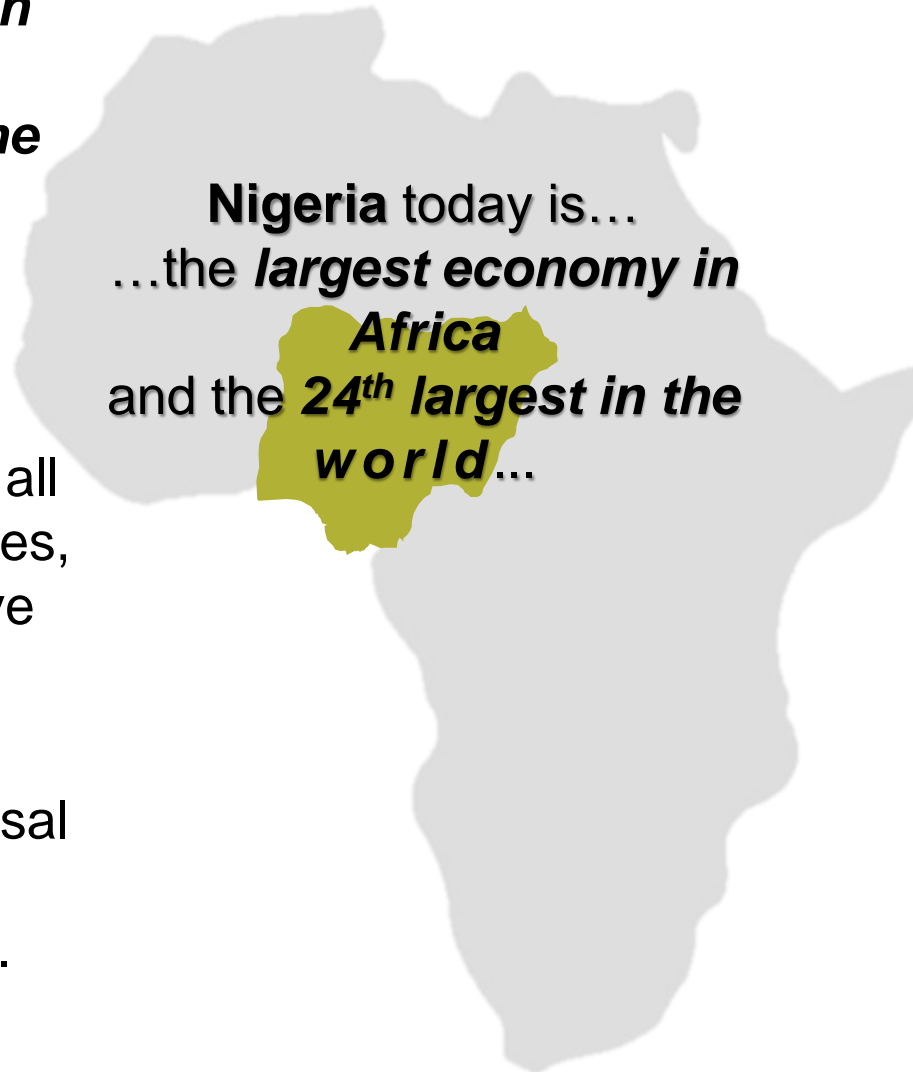 Nigeria today is…
…the largest economy in
Africa
and the 24th largest in the
world...
all
es,
ve
sal
.